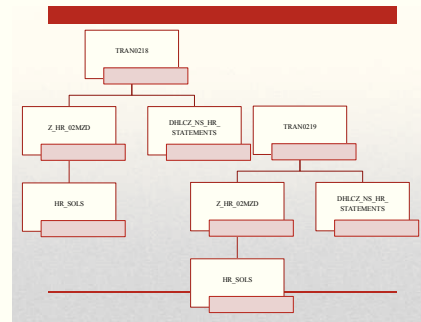 TRAN0218
Z_HR_02MZD
DHLCZ_NS_HR_
STATEMENTS
TRAN0219
HR_SOLS
Z_HR_02MZD
DHLCZ_NS_HR_
STATEMENTS
HR_SOLS